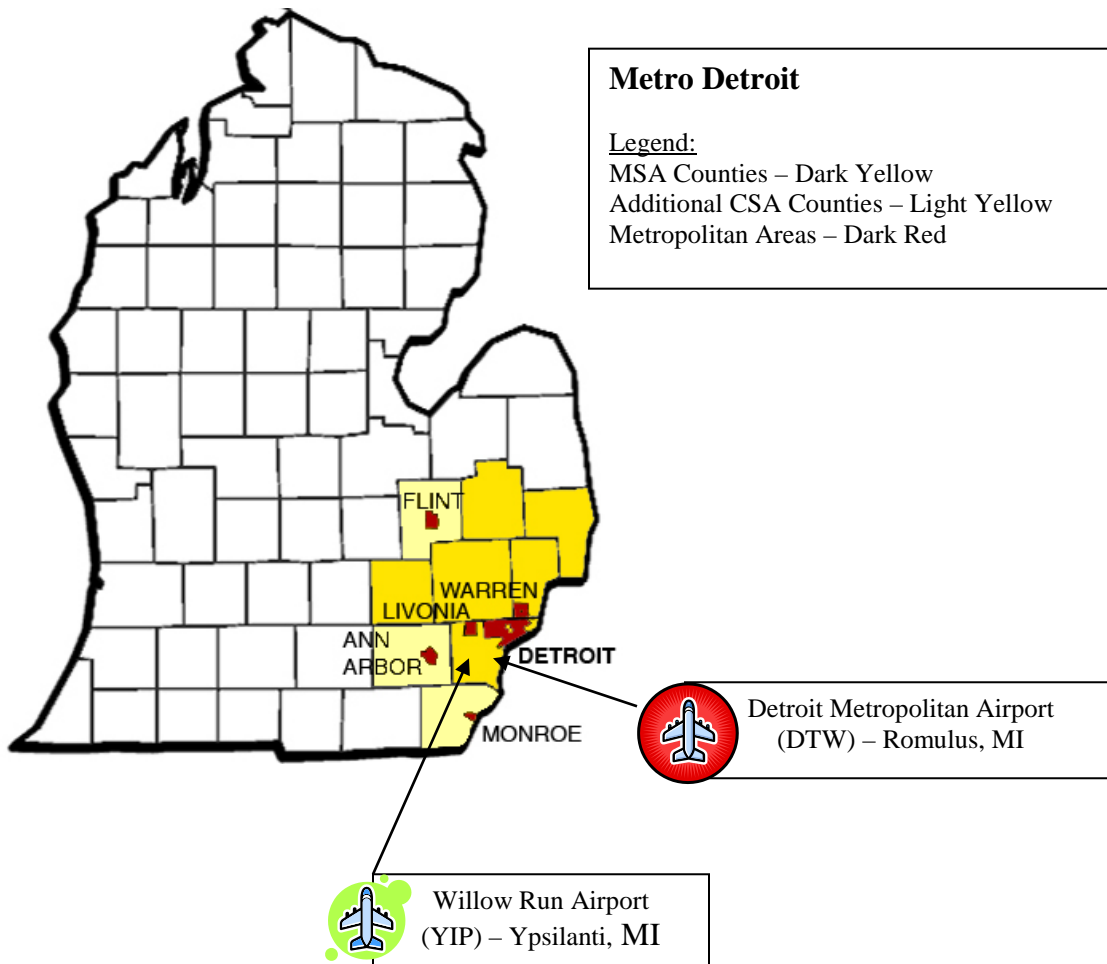 Metro Detroit
Legend:
MSA Counties – Dark Yellow
Additional CSA Counties – Light Yellow
Metropolitan Areas – Dark Red
FLINT
WARREN
LIVONIA
ANN
ARBOR
DETROIT
MONROE
Detroit Metropolitan Airport
(DTW) – Romulus, MI
Willow Run Airport
(YIP) – Ypsilanti, MI